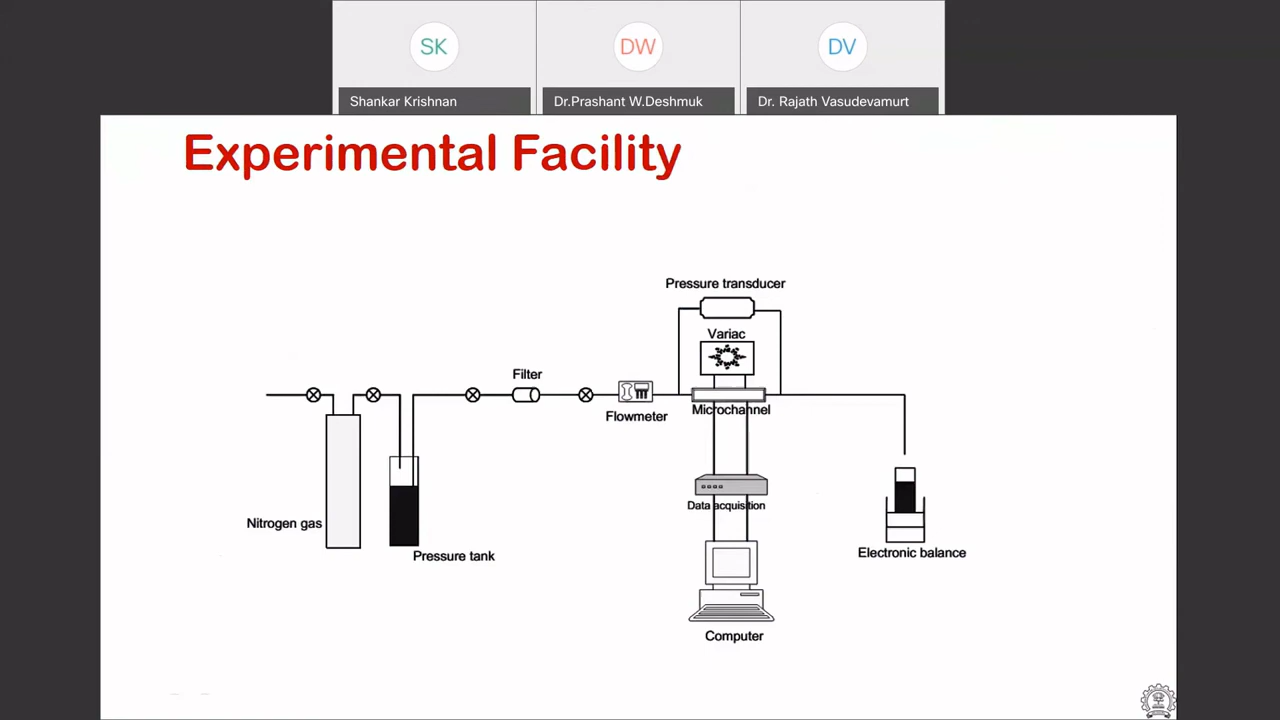 SK
DW
DV
Shankar Krishnan
Dr.Prashant W.Deshmuk
Dr. Rajath Vasudevamurt
Experimental Facility
Pressure transducer
Variac
Filter
Flowmeter
Microchannel
Data acquisition
Nitrogen gas
Pressure tank
Electronic balance
Computer